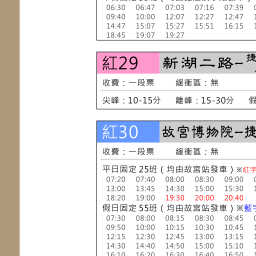 06:30 06:47 07:03 07:16 07:39
09:40 10:00 12:07 12:27 12:47
14:47 15:07 15:27 15:51 16:15
18:45 19:07 19:27
紅29 新湖二路-捷
收費：一段票 緩衝區：無
尖峰：10-15分 離峰：15-30分 假
紅30 故宮博物院-捷
收費：一段票 緩衝區：無
平日固定 25班（均由故宮站發車）※紅字
07:20 07:40 08:00 08:30 09:00
13:00 13:45 14:30 15:00 15:30
18:20 19:00 19:30 20:00 20:40
假日固定 55班（均由故宮站發車）※藍字
07:30 08:00 08:15 08:30 08:45
09:50 10:00 10:15 10:30 10:45
12:15 12:30 12:45 13:00 13:15
14:30 14:40 14:50 15:00 15:10
16:10 16:20 16:30 16:40 16:50